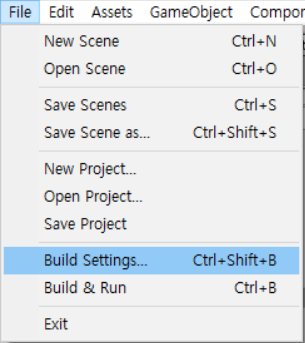 File Edit Assets GameObject Compor
New Scene Ctrl+N
Open Scene Ctrl+O
Save Scenes Ctrl+S
Save Scene as... Ctrl+Shift+S
New Project...
Open Project...
Save Project
Build Settings... Ctrl+Shift+B
Build & Run Ctrl+B
Exit